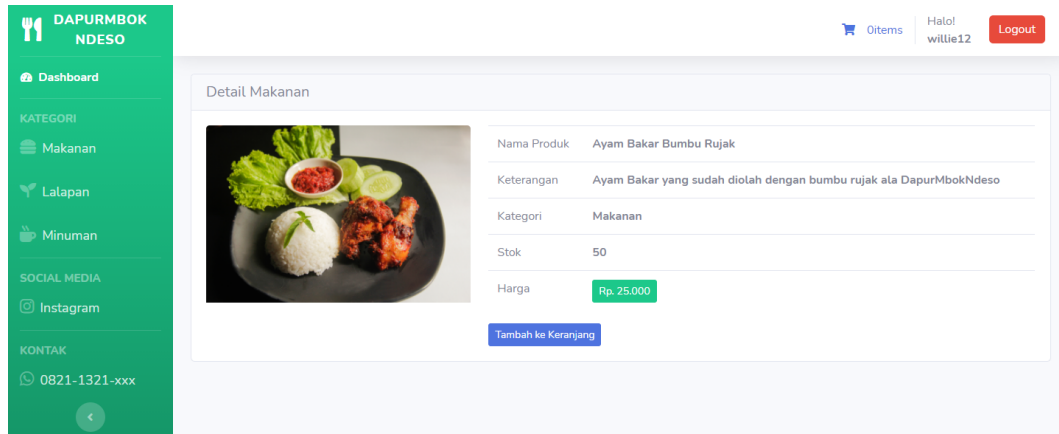 DAPURMBOK
NDESO
Dashboard
KATEGORI
Makanan
Lalapan
Minuman
SOCIAL MEDIA
Instagram
KONTAK
0821-1321-xxx
0items
Halo!
willie12
Logout
Detail Makanan
Nama Produk Ayam Bakar Bumbu Rujak
Keterangan Ayam Bakar yang sudah diolah dengan bumbu rujak ala DapurMbokNdeso
Kategori Makanan
Stok 50
Harga Rp. 25.000
Tambah ke Keranjang